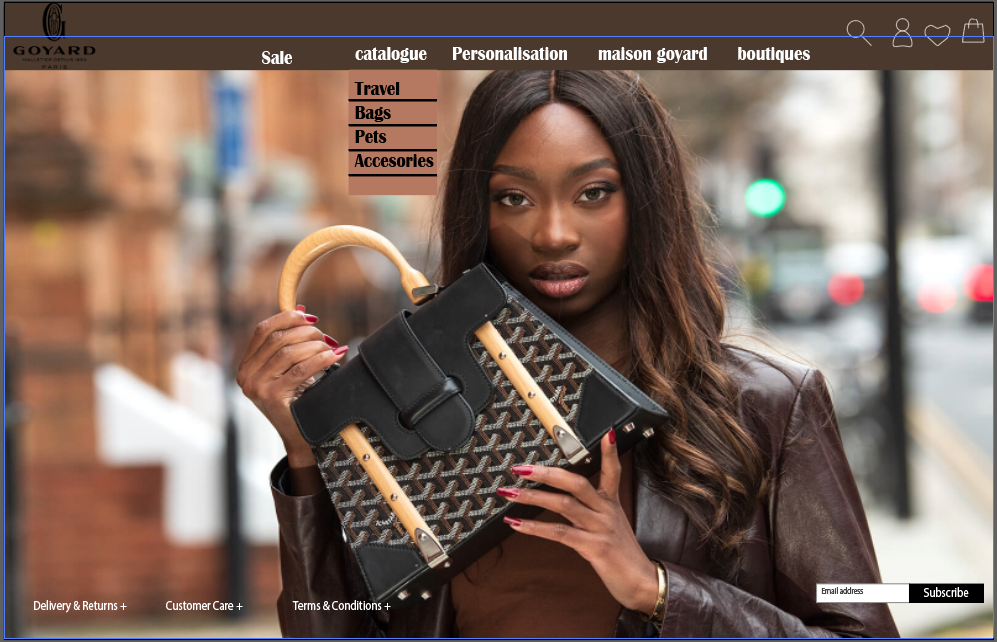 GOYARD
PARIS
Sale catalogue Personalisation maison goyard boutiques
Travel
Bags
Pets
Accesories
Email address Subscribe
Delivery & Returns + Customer Care + Terms & Conditions +